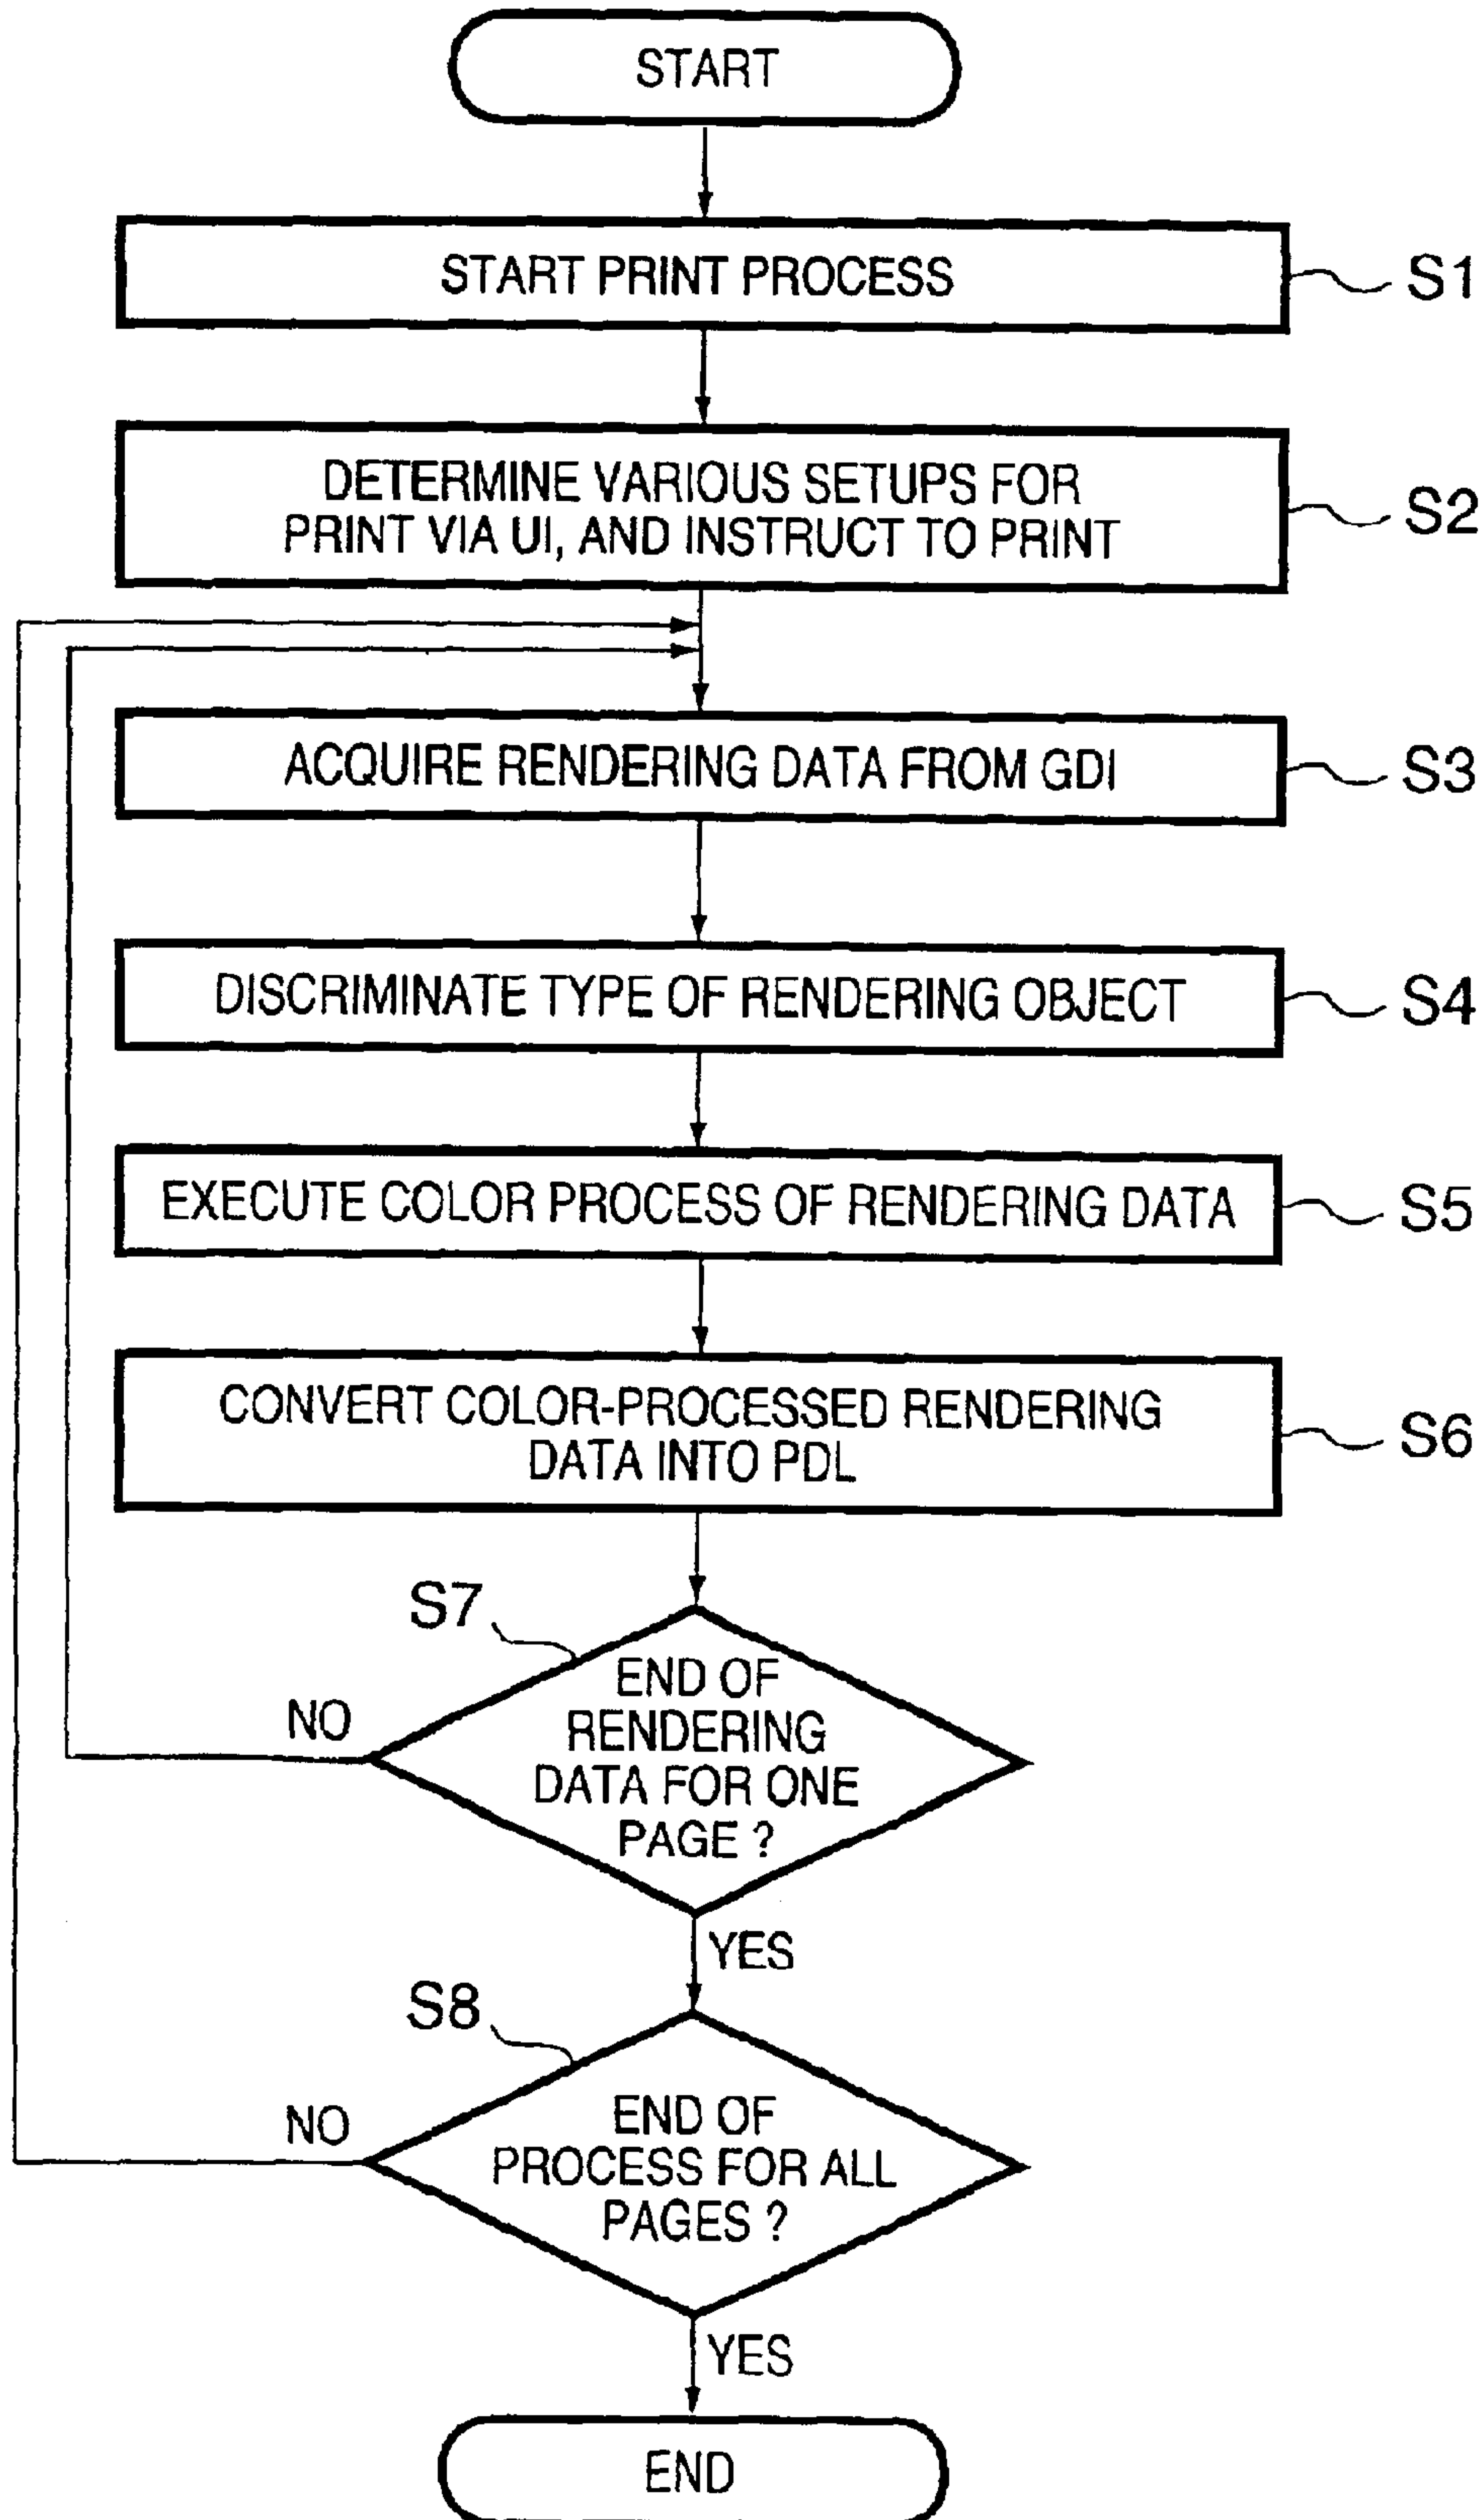 START
START PRINT PROCESS
S1
DETERMINE VARIOUS SETUPS FOR
PRINT VIA UI, AND INSTRUCT TO PRINT
S2
ACQUIRE RENDERING DATA FROM GDI
S3
DISCRIMINATE TYPE OF RENDERING OBJECT
S4
EXECUTE COLOR PROCESS OF RENDERING DATA
S5
CONVERT COLOR-PROCESSED RENDERING
DATA INTO PDL
S6
S7
END OF
RENDERING
DATA FOR ONE
PAGE ?
NO
YES
S8
END OF
PROCESS FOR ALL
PAGES ?
NO
YES
END